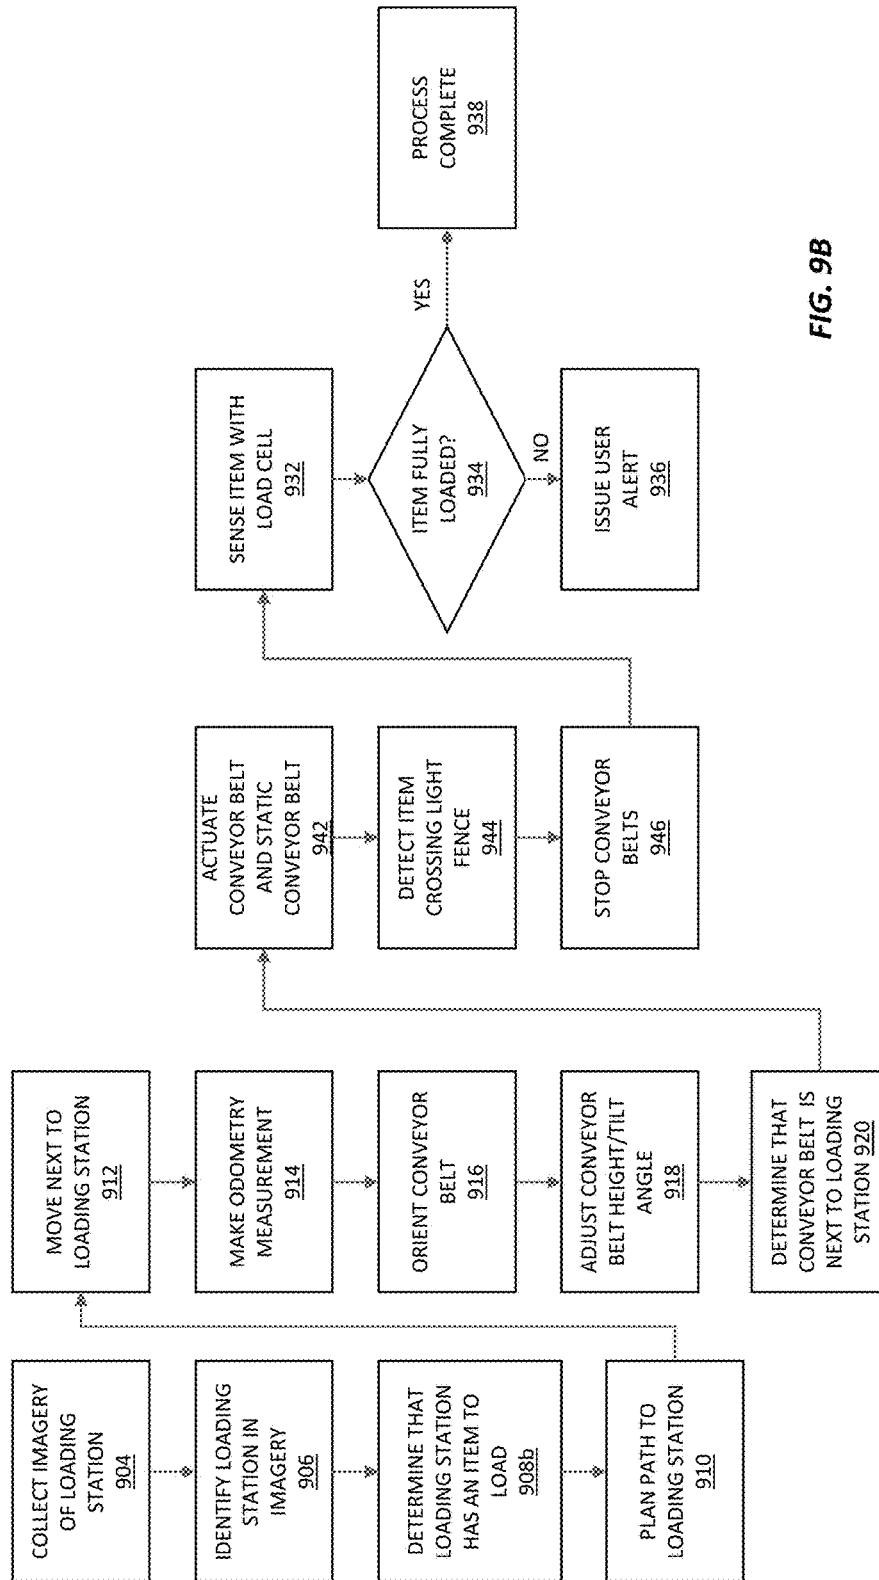 COLLECT IMAGERY
OF LOADING
STATION
904
IDENTIFY LOADING
STATION IN
IMAGERY
906
DETERMINE THAT
LOADING STATION
HAS AN ITEM TO
LOAD
908b
PLAN PATH TO
LOADING STATION
910
MOVE NEXT TO
LOADING STATION
912
MAKE ODOMETRY
MEASUREMENT
914
ORIENT CONVEYOR
BELT
916
ADJUST CONVEYOR
BELT HEIGHT/TILT
ANGLE
918
DETERMINE THAT
CONVEYOR BELT IS
NEXT TO LOADING
STATION 920
ACTUATE
CONVEYOR BELT
AND STATIC
CONVEYOR BELT
942
DETECT ITEM
CROSSING LIGHT
FENCE
944
STOP CONVEYOR
BELTS
946
SENSE ITEM WITH
LOAD CELL
932
ITEM FULLY
LOADED?
934
NO
ISSUE USER
ALERT
936
YES
PROCESS
COMPLETE
938
FIG. 9B